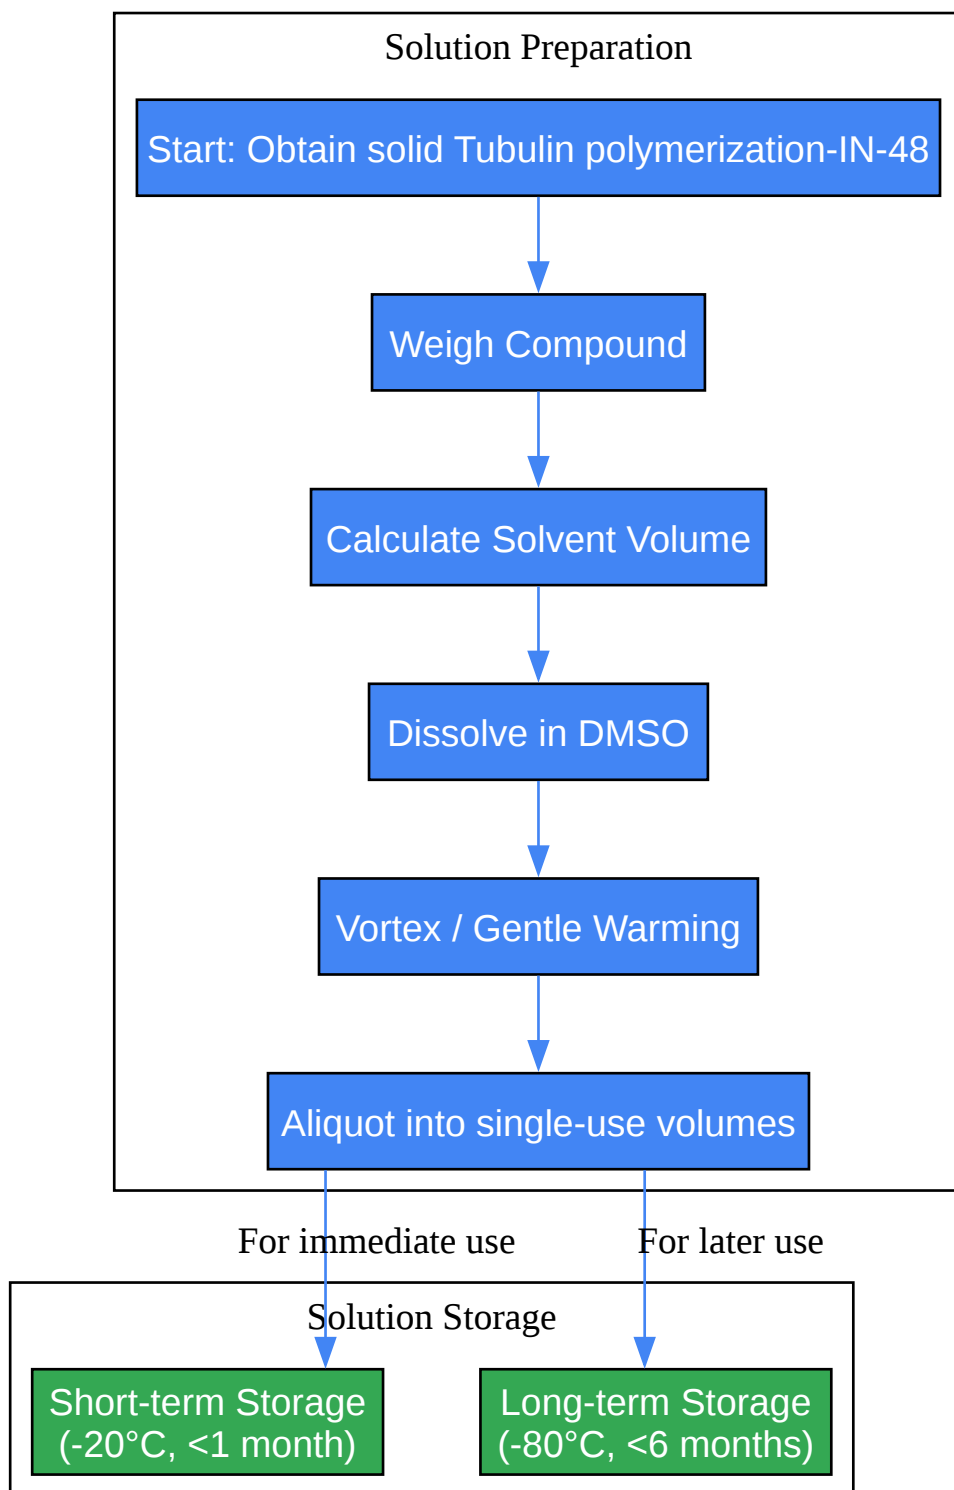 Solution Preparation
Start: Obtain solid Tubulin polymerization-IN-48
Weigh Compound
Calculate Solvent Volume
Dissolve in DMSO
Vortex / Gentle Warming
Aliquot into single-use volumes
For immediate use
For later use
Solution Storage
Short-term Storage
(-20°C, <1 month)
Long-term Storage
(-80°C, <6 months)